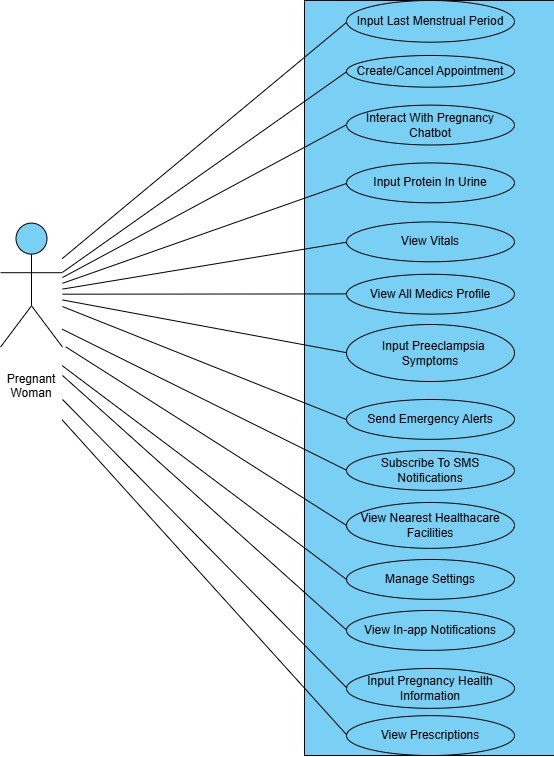 Input Last Menstrual Period
Create/Cancel Appointment
Interact With Pregnancy
Chatbot
Input Protein In Urine
View Vitals
View All Medics Profile
Input Preeclampsia
Symptoms
Send Emergency Alerts
Subscribe To SMS
Notifications
View Nearest Healthacare
Facilities
Manage Settings
View In-app Notifications
Input Pregnancy Health
Information
View Prescriptions
Pregnant
Woman